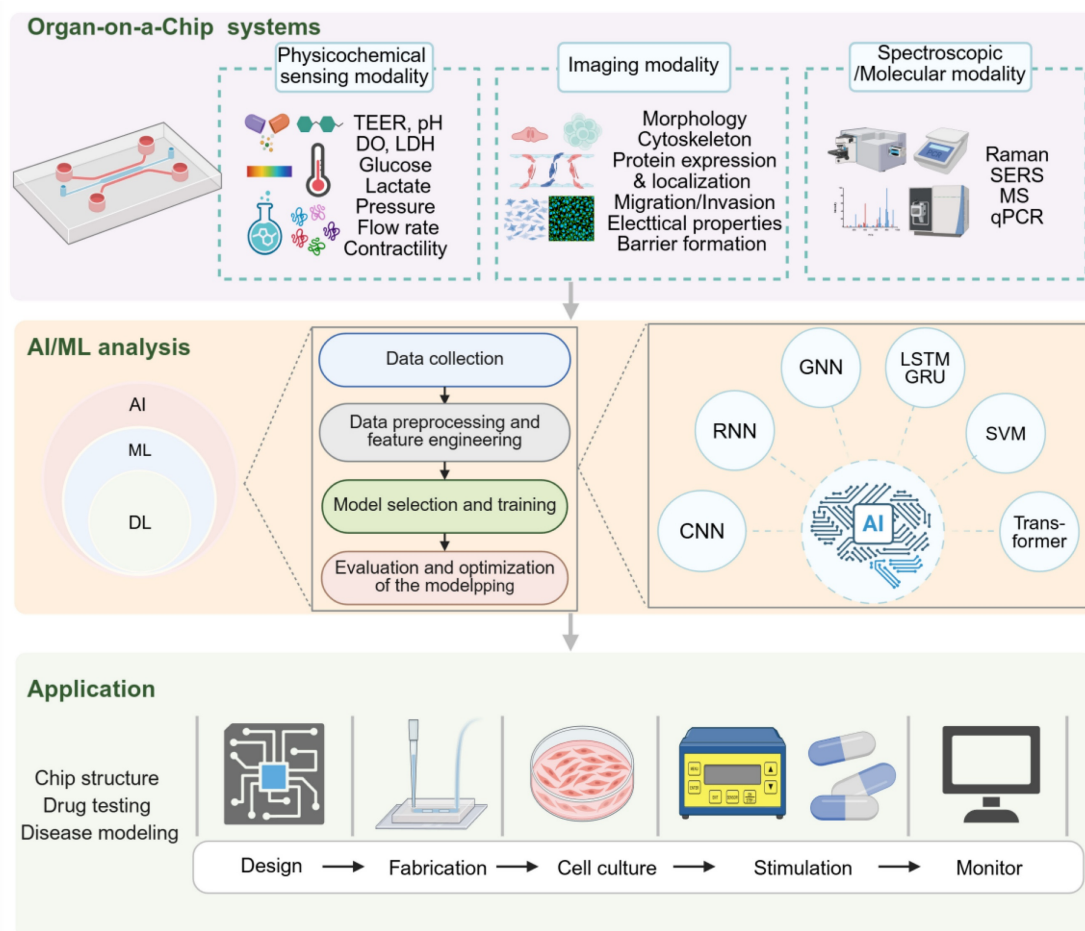 Organ-on-a-Chip systems
Physicochemical
sensing modality
TEER, pH
DO, LDH
Glucose
Lactate
Pressure
Flow rate
Contractility
Imaging modality
Morphology
Cytoskeleton
Protein expression
& localization
Migration/Invasion
Electtical properties
Barrier formation
Spectroscopic
/Molecular modality
Raman
SERS
MS
qPCR
AI/ML analysis
AI
ML
DL
Data collection
Data preprocessing and
feature engineering
Model selection and training
Evaluation and optimization
of the modelpping
CNN
RNN
GNN
LSTM
GRU
SVM
Trans-
former
AI
Application
Chip structure
Drug testing
Disease modeling
Design
Fabrication
Cell culture
Stimulation
Monitor